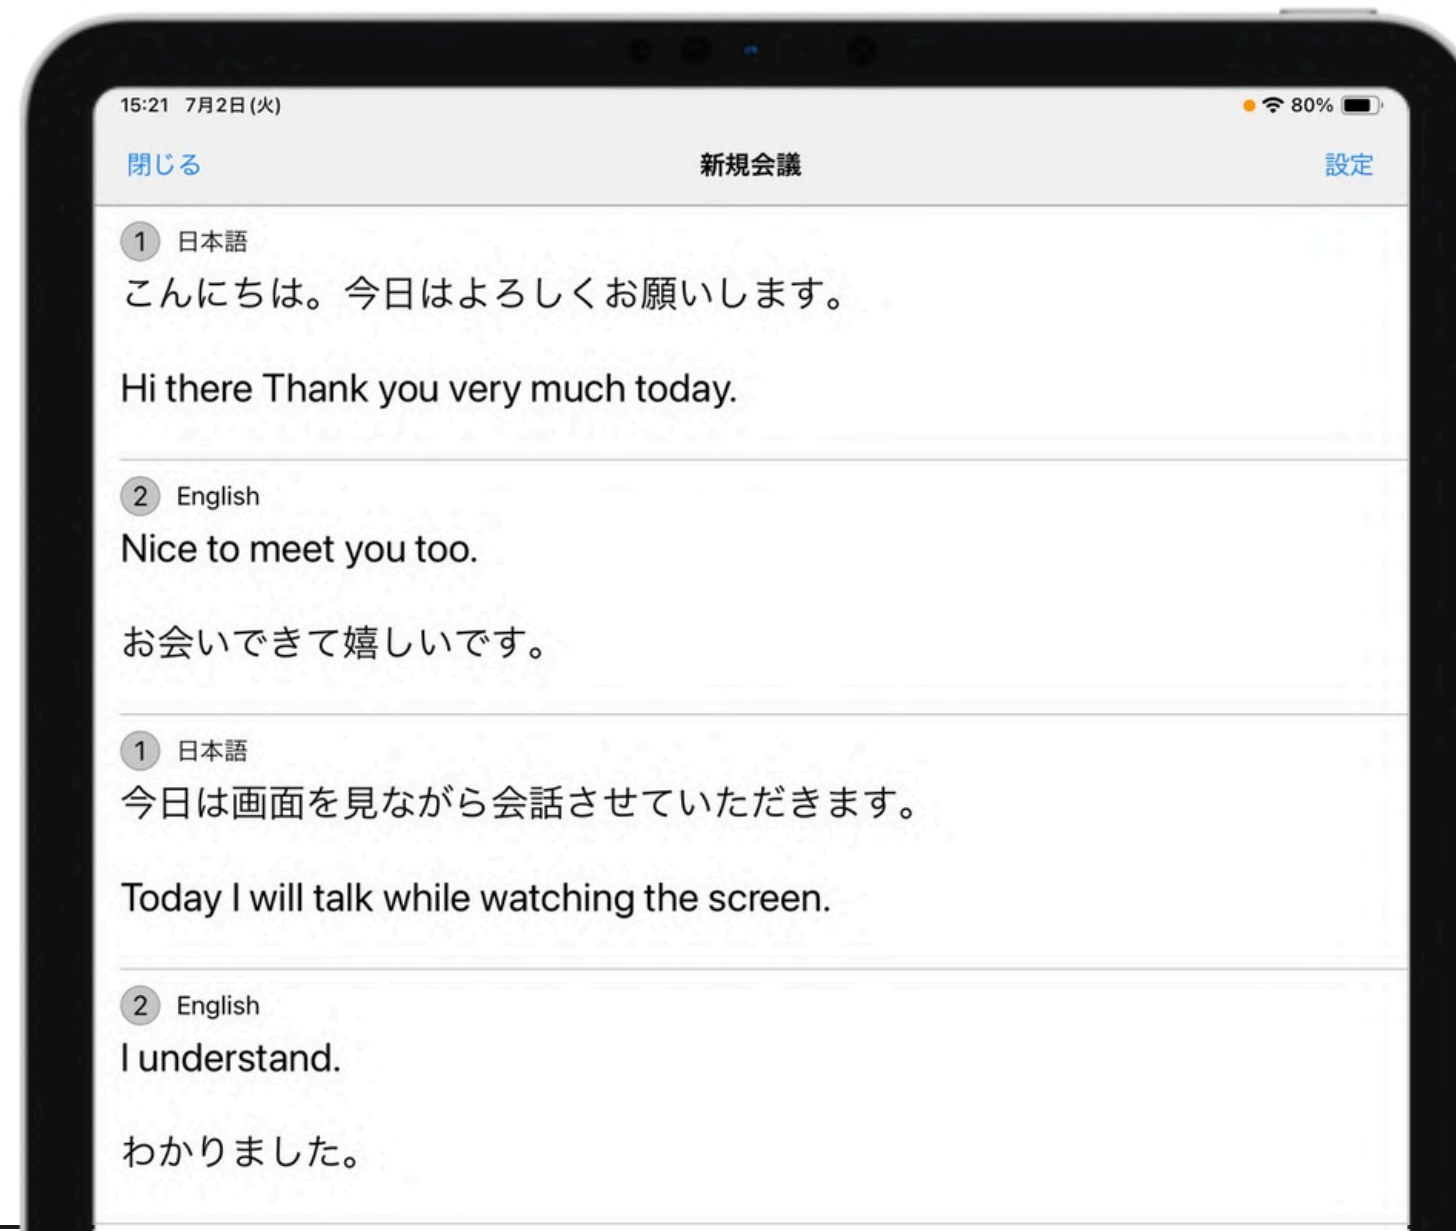 15:21 7月2日(火)
80%
閉じる
新規会議
設定
1 日本語
こんにちは。今日はよろしくお願いします。
Hi there Thank you very much today.
2 English
Nice to meet you too.
お会いできて嬉しいです。
1 日本語
今日は画面を見ながら会話させていただきます。
Today I will talk while watching the screen.
2 English
I understand.
わかりました。